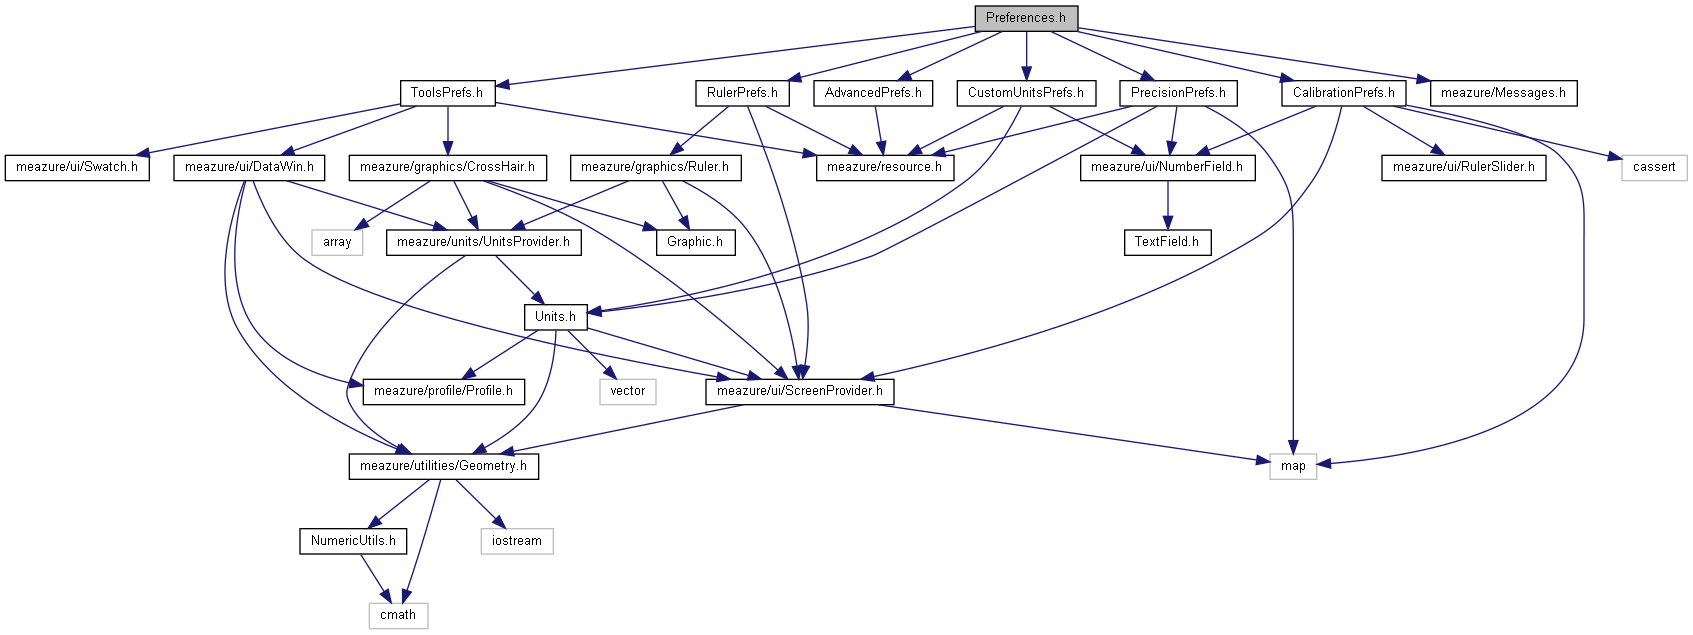 Preferences.h
ToolsPrefs.h
RulerPrefs.h
AdvancedPrefs.h
CustomUnitsPrefs.h
PrecisionPrefs.h
CalibrationPrefs.h
meazure/Messages.h
meazure/ui/Swatch.h
meazure/ui/DataWin.h
meazure/graphics/CrossHair.h
meazure/graphics/Ruler.h
meazure/resource.h
meazure/ui/NumberField.h
meazure/ui/RulerSlider.h
cassert
array
meazure/units/UnitsProvider.h
Graphic.h
TextField.h
Units.h
meazure/profile/Profile.h
vector
meazure/ui/ScreenProvider.h
meazure/utilities/Geometry.h
map
NumericUtils.h
iostream
cmath